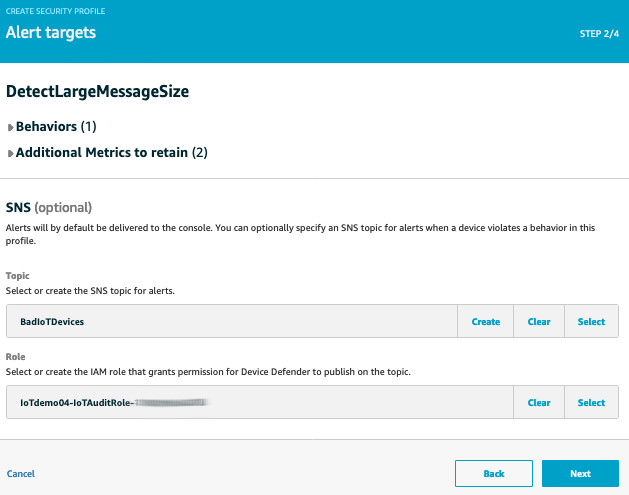 CREATE SECURITY PROFILE
Alert targets
STEP 2/4
DetectLargeMessageSize
Behaviors (1)
Additional Metrics to retain (2)
SNS (optional)
Alerts will by default be delivered to the console. You can optionally specify an SNS topic for alerts when a device violates a behavior in this
profile.
Topic
Select or create the SNS topic for alerts.
BadIoTDevices Create Clear Select
Role
Select or create the IAM role that grants permission for Device Defender to publish on the topic.
IoTdemo04-IoTAuditRole- Clear Select
Cancel Back Next